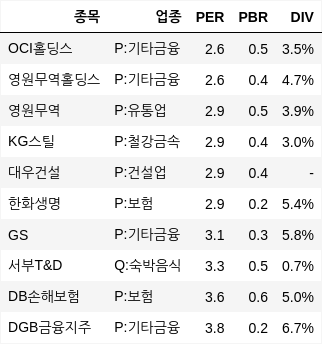 종목 업종 PER PBR DIV
OCI홀딩스 P:기타금융 2.6 0.5 3.5%
영원무역홀딩스 P:기타금융 2.6 0.4 4.7%
영원무역 P:유통업 2.9 0.5 3.9%
KG스틸 P:철강금속 2.9 0.4 3.0%
대우건설 P:건설업 2.9 0.4 -
한화생명 P:보험 2.9 0.2 5.4%
GS P:기타금융 3.1 0.3 5.8%
서부T&D Q:숙박음식 3.3 0.5 0.7%
DB손해보험 P:보험 3.6 0.6 5.0%
DGB금융지주 P:기타금융 3.8 0.2 6.7%